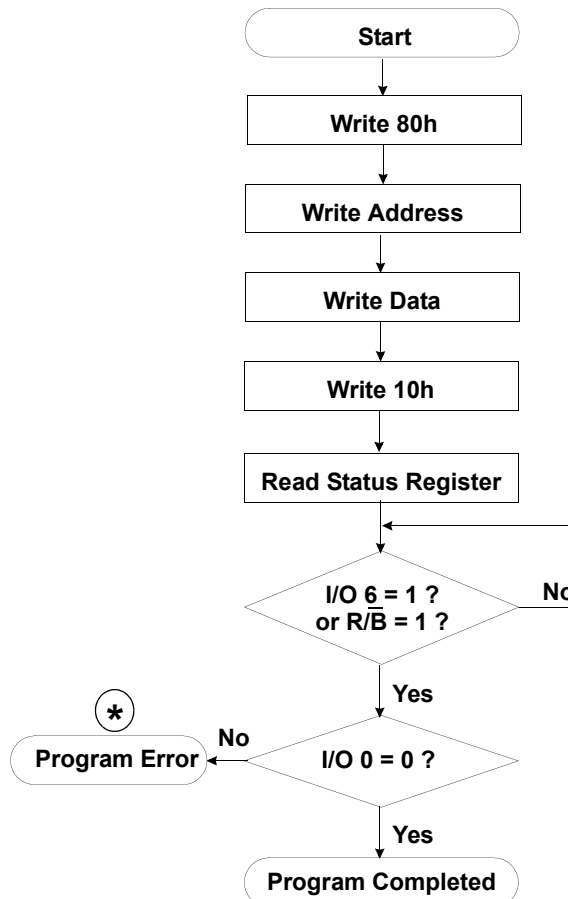 Start
Write 80h
Write Address
Write Data
Write 10h
Read Status Register
I/O 6 = 1 ?
or R/B̅ = 1 ?
No
Yes
*
Program Error
No
I/O 0 = 0 ?
Yes
Program Completed